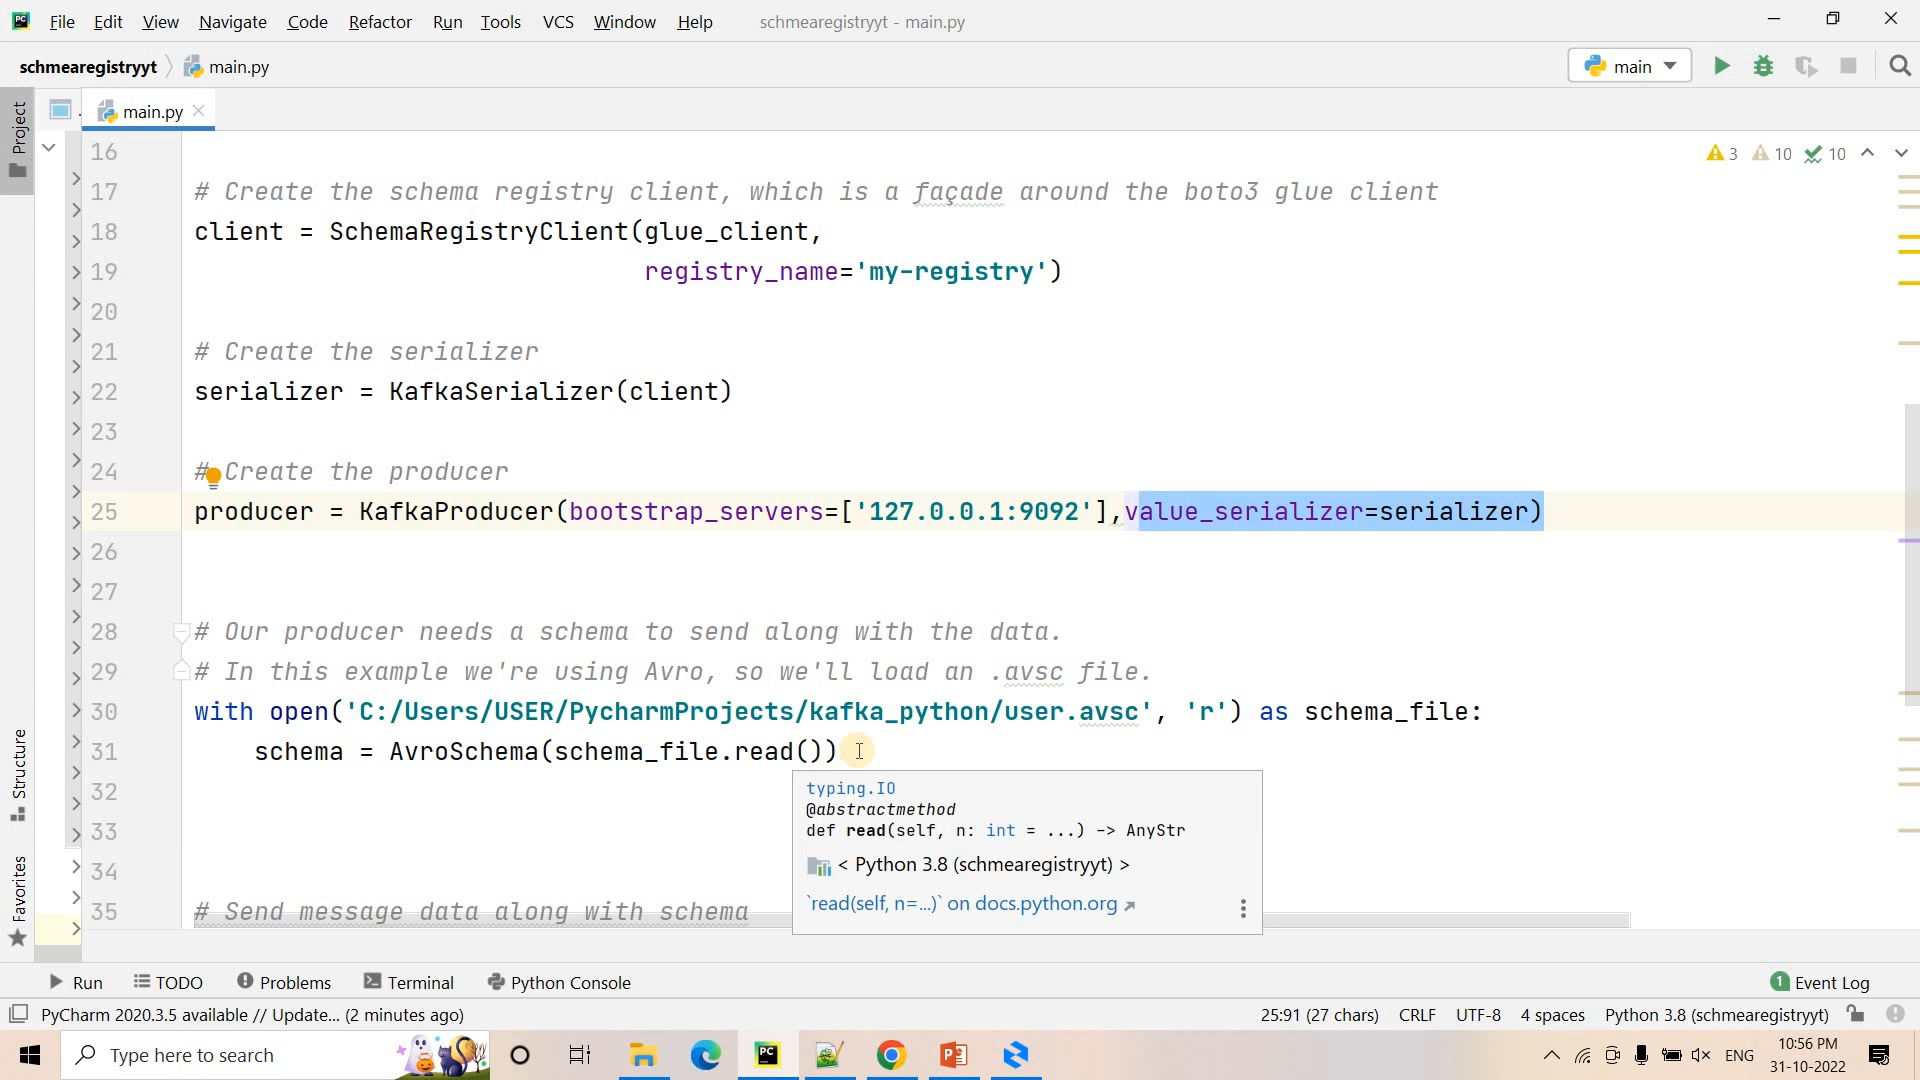 File Edit View Navigate Code Refactor Run Tools VCS Window Help schmearegistryyt - main.py
schmearegistryyt main.py main
Project
main.py
3 10 10
16
17 # Create the schema registry client, which is a façade around the boto3 glue client
18 client = SchemaRegistryClient(glue_client,
19 registry_name='my-registry')
20
21 # Create the serializer
22 serializer = KafkaSerializer(client)
23
24 # Create the producer
25 producer = KafkaProducer(bootstrap_servers=['127.0.0.1:9092'],value_serializer=serializer)
26
27
28 # Our producer needs a schema to send along with the data.
29 # In this example we're using Avro, so we'll load an .avsc file.
30 with open('C:/Users/USER/PycharmProjects/kafka_python/user.avsc', 'r') as schema_file:
31 schema = AvroSchema(schema_file.read())
32
33
34
35 # Send message data along with schema
typing.IO
@abstractmethod
def read(self, n: int = ...) -> AnyStr
< Python 3.8 (schmearegistryyt) >
`read(self, n=...)` on docs.python.org
Structure
Favorites
Run TODO Problems Terminal Python Console 1 Event Log
PyCharm 2020.3.5 available // Update... (2 minutes ago) 25:91 (27 chars) CRLF UTF-8 4 spaces Python 3.8 (schmearegistryyt)
Type here to search PC ENG 10:56 PM
31-10-2022